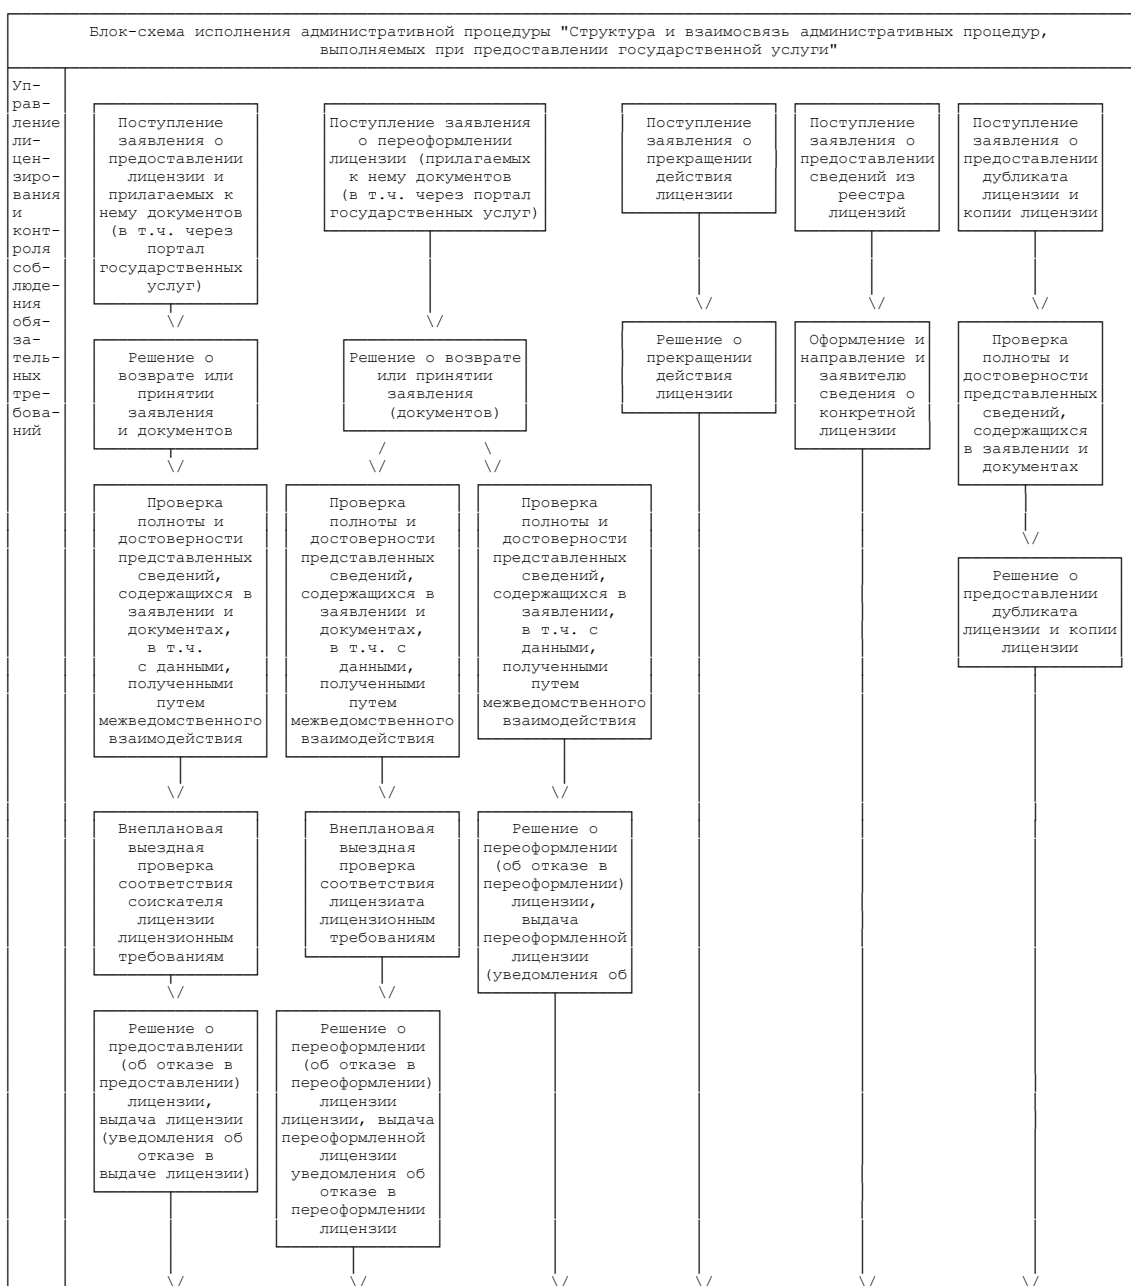 Блок-схема исполнения административной процедуры "Структура и взаимосвязь административных процедур,
выполняемых при предоставлении государственной услуги"
Уп-
рав-
ление
ли-
цен-
зиро-
вания
и
конт-
роля
соб-
люде-
ния
обя-
за-
тель-
ных
тре-
бова-
ний
Поступление
заявления о
предоставлении
лицензии и
прилагаемых к
нему документов
(в т.ч. через
портал
государственных
услуг)
Поступление заявления
о переоформлении
лицензии (прилагаемых
к нему документов
(в т.ч. через портал
государственных услуг)
Поступление
заявления о
прекращении
действия
лицензии
Поступление
заявления о
предоставлении
сведений из
реестра
лицензий
Поступление
заявления о
предоставлении
дубликата
лицензии и
копии лицензии
Решение о
возврате или
принятии
заявления
и документов
Решение о возврате
или принятии
заявления
(документов)
Решение о
прекращении
действия
лицензии
Оформление и
направление и
заявителю
сведения о
конкретной
лицензии
Проверка
полноты и
достоверности
представленных
сведений,
содержащихся
в заявлении и
документах
Проверка
полноты и
достоверности
представленных
сведений,
содержащихся в
заявлении и
документах,
в т.ч.
с данными,
полученными
путем
межведомственного
взаимодействия
Проверка
полноты и
достоверности
представленных
сведений,
содержащихся в
заявлении и
документах,
в т.ч. с
данными,
полученными
путем
межведомственного
взаимодействия
Проверка
полноты и
достоверности
представленных
сведений,
содержащихся в
заявлении,
в т.ч. с
данными,
полученными
путем
межведомственного
взаимодействия
Решение о
предоставлении
дубликата
лицензии и копии
лицензии
Внеплановая
выездная
проверка
соответствия
соискателя
лицензии
лицензионным
требованиям
Внеплановая
выездная
проверка
соответствия
лицензиата
лицензионным
требованиям
Решение о
переоформлении
(об отказе в
переоформлении)
лицензии,
выдача
переоформленной
лицензии
(уведомления об
Решение о
предоставлении
(об отказе в
предоставлении)
лицензии,
выдача лицензии
(уведомления об
отказе в
выдаче лицензии)
Решение о
переоформлении
(об отказе в
переоформлении)
лицензии
лицензии, выдача
переоформленной
лицензии
уведомления об
отказе в
переоформлении
лицензии